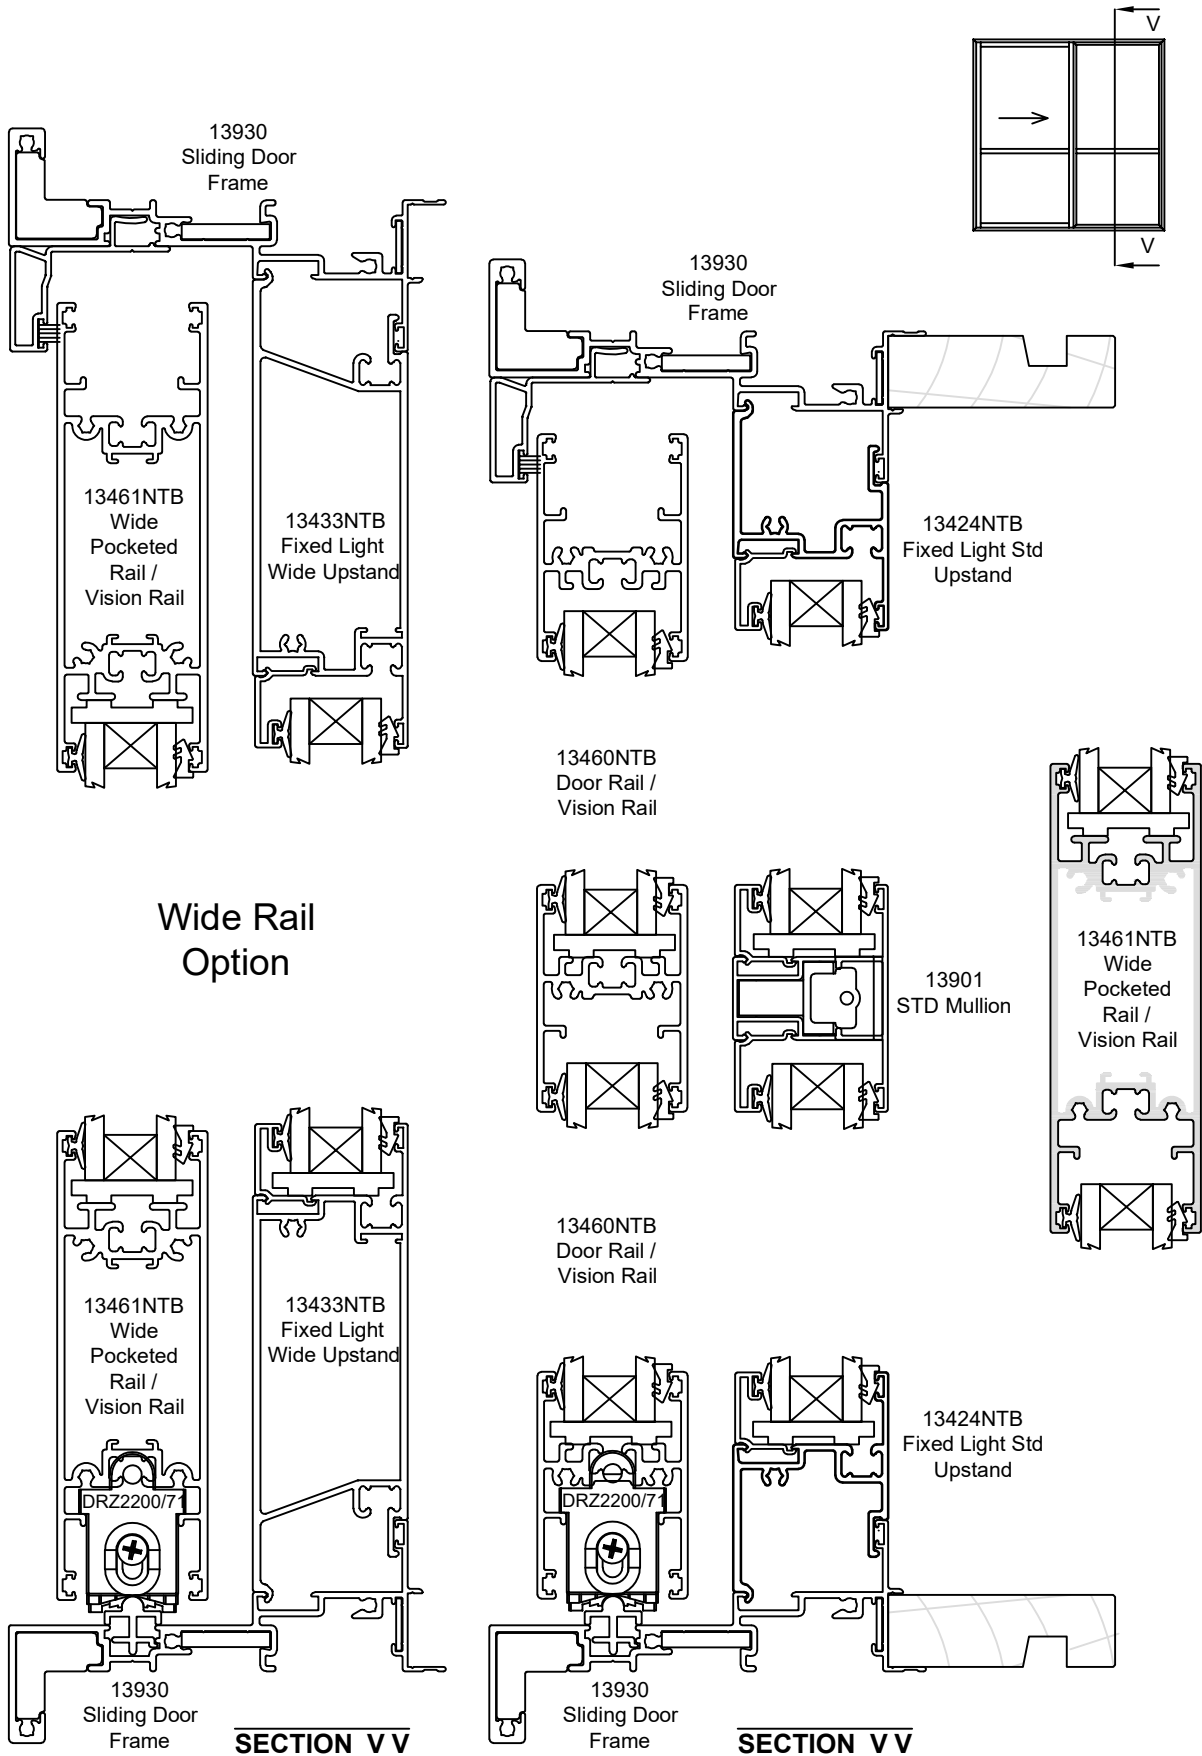 V
V
13930
Sliding Door
Frame
13930
Sliding Door
Frame
13461NTB
Wide
Pocketed
Rail /
Vision Rail
13433NTB
Fixed Light
Wide Upstand
13424NTB
Fixed Light Std
Upstand
13460NTB
Door Rail /
Vision Rail
Wide Rail
Option
13901
STD Mullion
13461NTB
Wide
Pocketed
Rail /
Vision Rail
13460NTB
Door Rail /
Vision Rail
13461NTB
Wide
Pocketed
Rail /
Vision Rail
13433NTB
Fixed Light
Wide Upstand
13424NTB
Fixed Light Std
Upstand
DRZ2200/71
DRZ2200/71
13930
Sliding Door
Frame
SECTION V V
13930
Sliding Door
Frame
SECTION V V